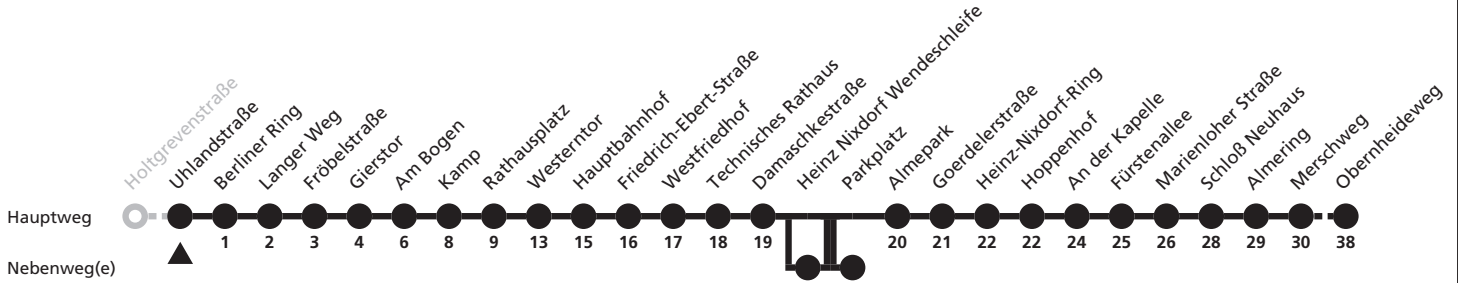 Holtgrevenstraße
Uhlandstraße
Berliner Ring
Langer Weg
Fröbelstraße
Gierstor
Am Bogen
Kamp
Rathausplatz
Westerntor
Hauptbahnhof
Friedrich-Ebert-Straße
Westfriedhof
Technisches Rathaus
Damaschkestraße
Heinz Nixdorf Wendeschleife
Parkplatz
Almepark
Goerdelerstraße
Heinz-Nixdorf-Ring
Hoppenhof
An der Kapelle
Fürstenallee
Marienloher Straße
Schloß Neuhaus
Almering
Merschweg
Obernheideweg
Hauptweg
1 2 3 4 6 8 9 13 15 16 17 18 19 20 21 22 22 24 25 26 28 29 30 38
Nebenweg(e)